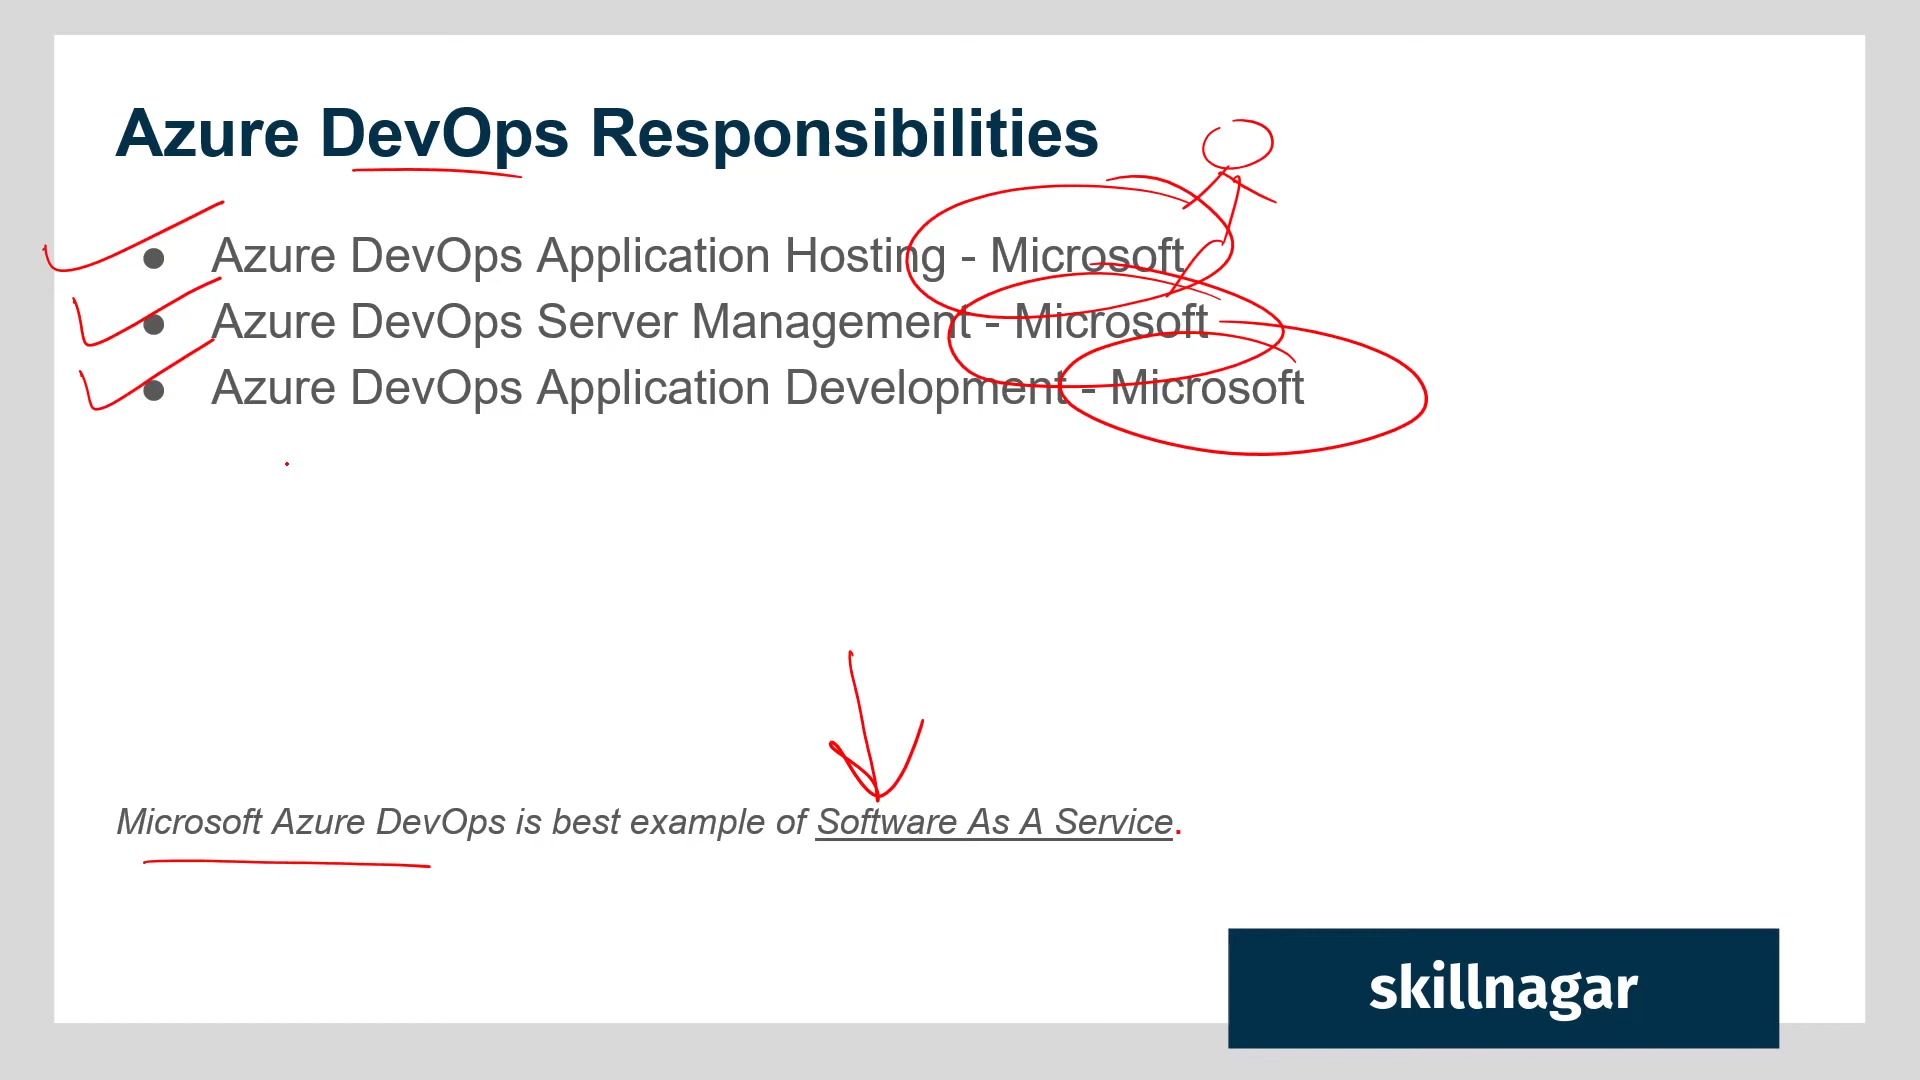 Azure DevOps Responsibilities
● Azure DevOps Application Hosting - Microsoft
● Azure DevOps Server Management - Microsoft
● Azure DevOps Application Development - Microsoft
Microsoft Azure DevOps is best example of Software As A Service.
skillnagar